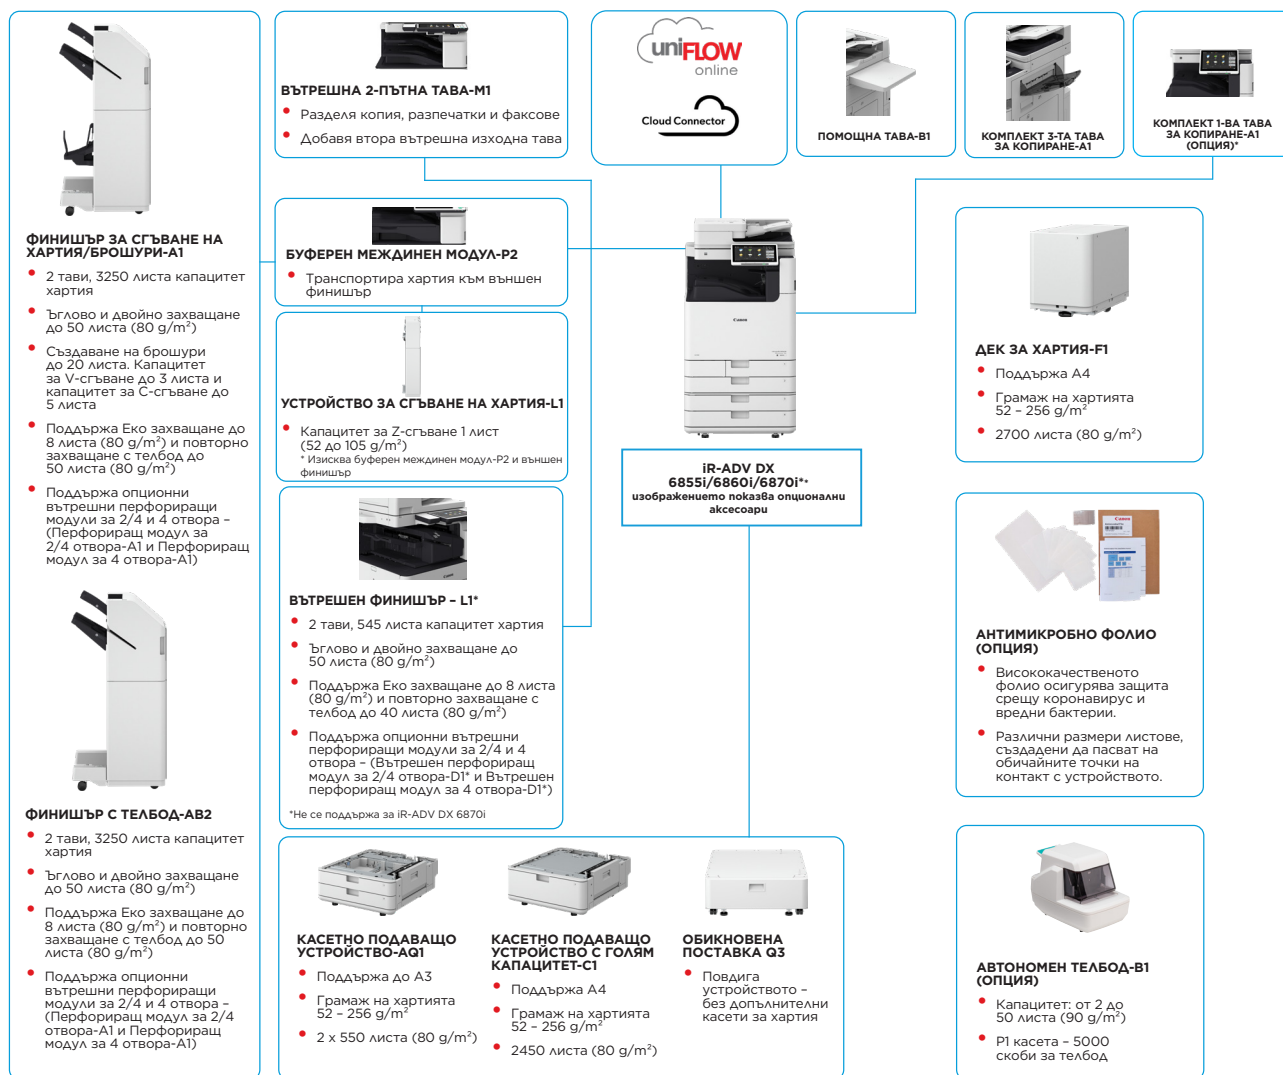 ФИНИШЪР ЗА СГЪВАНЕ НА
ХАРТИЯ/БРОШУРИ-A1
• 2 тави, 3250 листа капацитет
хартия
• Ъглово и двойно захващане
до 50 листа (80 g/m²)
• Създаване на брошури
до 20 листа. Капацитет
за V-сгъване до 3 листа и
капацитет за C-сгъване до
5 листа
• Поддържа Еко захващане до
8 листа (80 g/m²) и повторно
захващане с телбод до
50 листа (80 g/m²)
• Поддържа опционни
вътрешни перфориращи
модули за 2/4 и 4 отвора –
(Перфориращ модул за
2/4 отвора-A1 и Перфориращ
модул за 4 отвора-A1)
ФИНИШЪР С ТЕЛБОД-AB2
• 2 тави, 3250 листа капацитет
хартия
• Ъглово и двойно захващане
до 50 листа (80 g/m²)
• Поддържа Еко захващане до
8 листа (80 g/m²) и повторно
захващане с телбод до 50
листа (80 g/m²)
• Поддържа опционни
вътрешни перфориращи
модули за 2/4 и 4 отвора –
(Перфориращ модул за 2/4
отвора-A1 и Перфориращ
модул за 4 отвора-A1)
ВЪТРЕШНА 2-ПЪТНА ТАВА-M1
• Разделя копия, разпечатки и факсове
• Добавя втора вътрешна изходна тава
БУФЕРЕН МЕЖДИНЕН МОДУЛ-P2
• Транспортира хартия към външен
финишър
УСТРОЙСТВО ЗА СГЪВАНЕ НА ХАРТИЯ-L1
• Капацитет за Z-сгъване 1 лист
(52 до 105 g/m²)
* Изисква буферен междинен модул-P2 и външен
финишър
ВЪТРЕШЕН ФИНИШЪР – L1*
• 2 тави, 545 листа капацитет хартия
• Ъглово и двойно захващане до
50 листа (80 g/m²)
• Поддържа Еко захващане до 8 листа
(80 g/m²) и повторно захващане с
телбод до 40 листа (80 g/m²)
• Поддържа опционни вътрешни
перфориращи модули за 2/4 и 4
отвора – (Вътрешен перфориращ
модул за 2/4 отвора-D1* и Вътрешен
перфориращ модул за 4 отвора-D1*)
*Не се поддържа за iR-ADV DX 6870i
uniFLOW
online
Cloud Connector
ПОМОЩНА ТАВА-B1
КОМПЛЕКТ 3-ТА ТАВА
ЗА КОПИРАНЕ-A1
КОМПЛЕКТ 1-ВА ТАВА
ЗА КОПИРАНЕ-A1
(ОПЦИЯ)*
Canon
iR-ADV DX
6855i/6860i/6870i**
изображението показва опционални
аксесоари
ДЕК ЗА ХАРТИЯ-F1
• Поддържа A4
• Грамаж на хартията
52 – 256 g/m²
• 2700 листа (80 g/m²)
Canon
АНТИМИКРОБНО ФОЛИО
(ОПЦИЯ)
• Висококачественото
фолио осигурява защита
срещу коронавирус и
вредни бактерии.
• Различни размери листове,
създадени да пасват на
обичайните точки на
контакт с устройството.
КАСЕТНО ПОДАВАЩО
УСТРОЙСТВО-AQ1
• Поддържа до A3
• Грамаж на хартията
52 – 256 g/m²
• 2 x 550 листа (80 g/m²)
КАСЕТНО ПОДАВАЩО
УСТРОЙСТВО С ГОЛЯМ
КАПАЦИТЕТ-C1
• Поддържа A4
• Грамаж на хартията
52 – 256 g/m²
• 2450 листа (80 g/m²)
ОБИКНОВЕНА
ПОСТАВКА Q3
• Повдига
устройството –
без допълнителни
касети за хартия
АВТОНОМЕН ТЕЛБОД-B1
(ОПЦИЯ)
• Капацитет: от 2 до
50 листа (90 g/m²)
• P1 касета – 5000
скоби за телбод